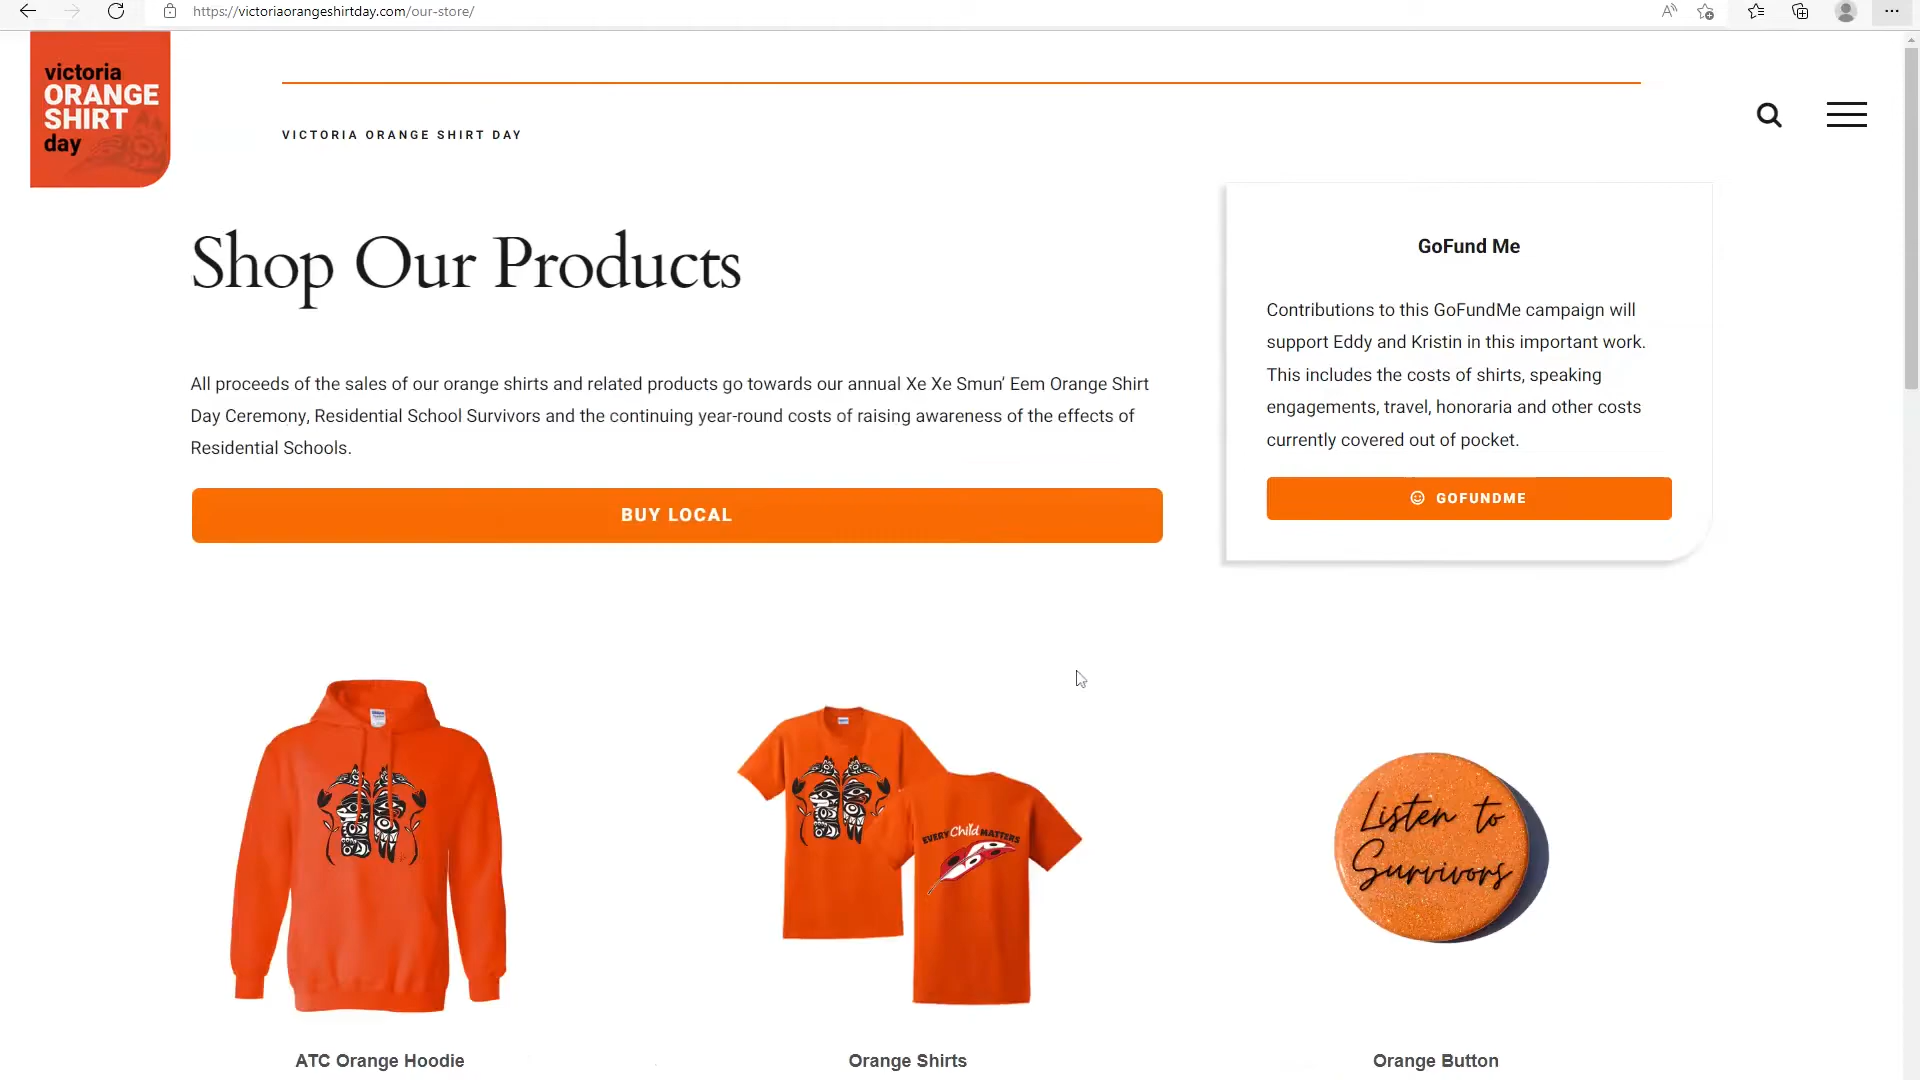 https://victoriaorangeshirtday.com/our-store/
victoria
ORANGE
SHIRT
day
VICTORIA ORANGE SHIRT DAY
Shop Our Products
All proceeds of the sales of our orange shirts and related products go towards our annual Xe Xe Smun’ Eem Orange Shirt
Day Ceremony, Residential School Survivors and the continuing year-round costs of raising awareness of the effects of
Residential Schools.
BUY LOCAL
GoFund Me
Contributions to this GoFundMe campaign will
support Eddy and Kristin in this important work.
This includes the costs of shirts, speaking
engagements, travel, honoraria and other costs
currently covered out of pocket.
GOFUNDME
EVERY Child MATTERS
Listen to
Survivors
ATC Orange Hoodie
Orange Shirts
Orange Button